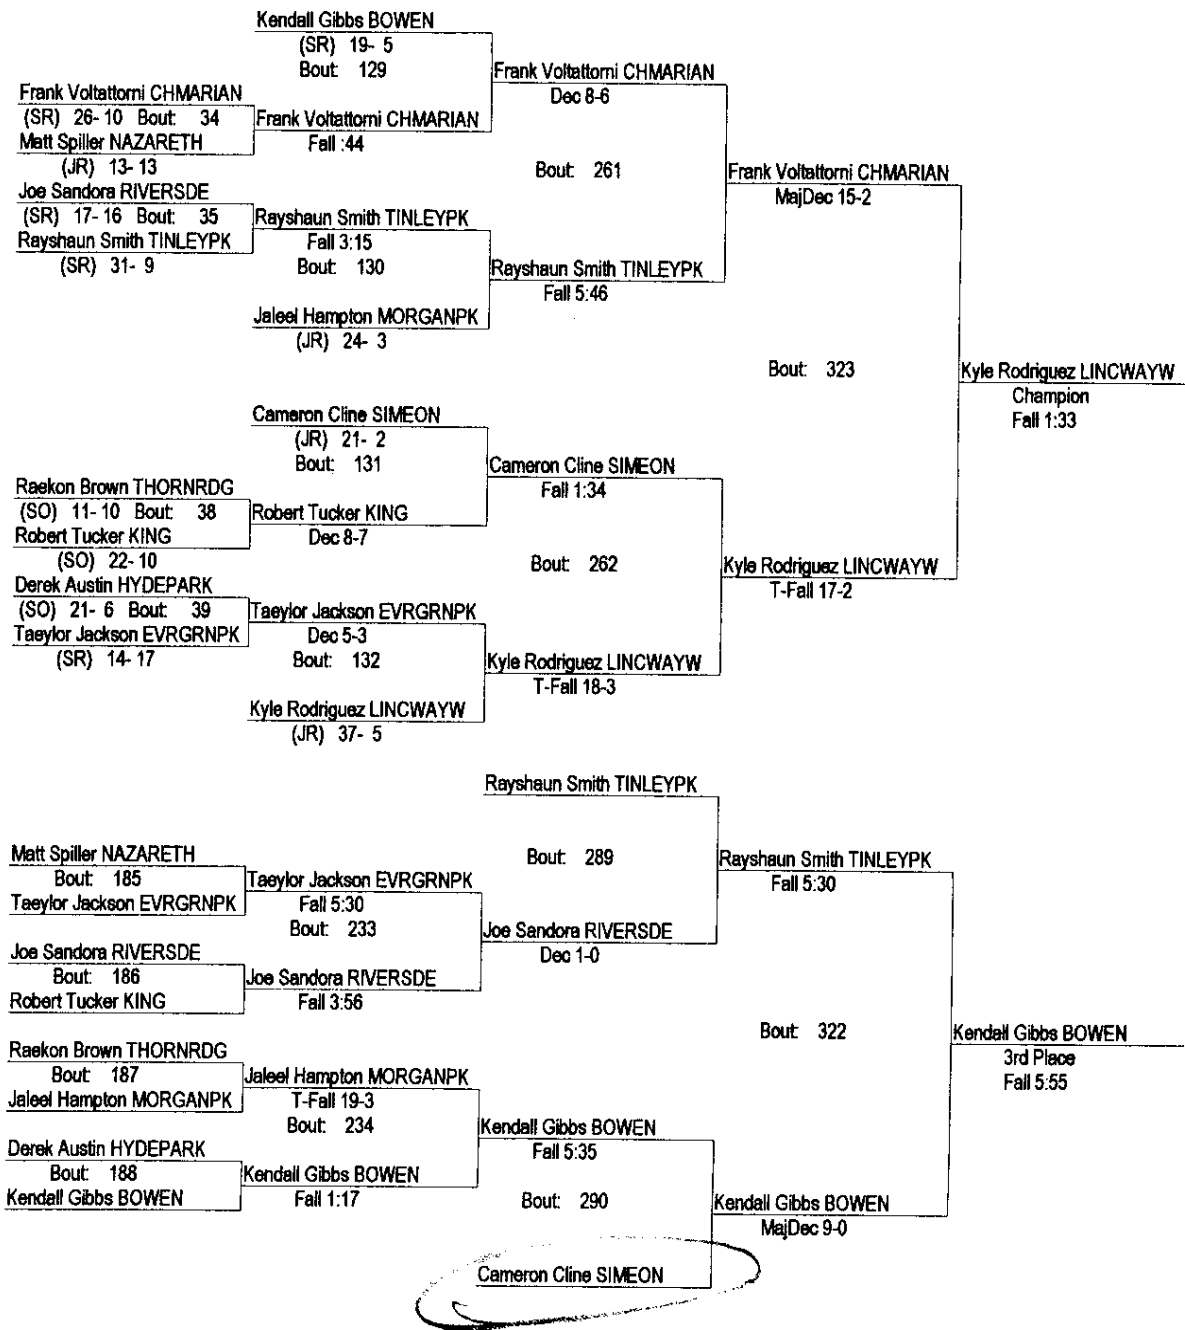 Kendall Gibbs BOWEN
(SR) 19- 5
Bout: 129
Frank Voltattorni CHMARIAN
Dec 8-6
Frank Voltattorni CHMARIAN
(SR) 26- 10 Bout: 34
Frank Voltattorni CHMARIAN
Fall :44
Matt Spiller NAZARETH
(JR) 13- 13
Bout: 261
Frank Voltattorni CHMARIAN
MajDec 15-2
Joe Sandora RIVERSDE
(SR) 17- 16 Bout: 35
Rayshaun Smith TINLEYPK
Fall 3:15
Rayshaun Smith TINLEYPK
(SR) 31- 9
Bout: 130
Rayshaun Smith TINLEYPK
Fall 5:46
Jaleel Hampton MORGANPK
(JR) 24- 3
Bout: 323
Kyle Rodriguez LINCWAYW
Champion
Fall 1:33
Cameron Cline SIMEON
(JR) 21- 2
Bout: 131
Cameron Cline SIMEON
Fall 1:34
Raekon Brown THORNRDG
(SO) 11- 10 Bout: 38
Robert Tucker KING
Dec 8-7
Robert Tucker KING
(SO) 22- 10
Bout: 262
Kyle Rodriguez LINCWAYW
T-Fall 17-2
Derek Austin HYDEPARK
(SO) 21- 6 Bout: 39
Taeylor Jackson EVRGRNPK
Dec 5-3
Taeylor Jackson EVRGRNPK
(SR) 14- 17
Bout: 132
Kyle Rodriguez LINCWAYW
T-Fall 18-3
Kyle Rodriguez LINCWAYW
(JR) 37- 5
Rayshaun Smith TINLEYPK
Bout: 289
Rayshaun Smith TINLEYPK
Fall 5:30
Matt Spiller NAZARETH
Bout: 185
Taeylor Jackson EVRGRNPK
Fall 5:30
Taeylor Jackson EVRGRNPK
Bout: 233
Joe Sandora RIVERSDE
Dec 1-0
Joe Sandora RIVERSDE
Bout: 186
Joe Sandora RIVERSDE
Fall 3:56
Robert Tucker KING
Bout: 322
Kendall Gibbs BOWEN
3rd Place
Fall 5:55
Raekon Brown THORNRDG
Bout: 187
Jaleel Hampton MORGANPK
T-Fall 19-3
Jaleel Hampton MORGANPK
Bout: 234
Kendall Gibbs BOWEN
Fall 5:35
Derek Austin HYDEPARK
Bout: 188
Kendall Gibbs BOWEN
Fall 1:17
Kendall Gibbs BOWEN
Bout: 290
Kendall Gibbs BOWEN
MajDec 9-0
Cameron Cline SIMEON